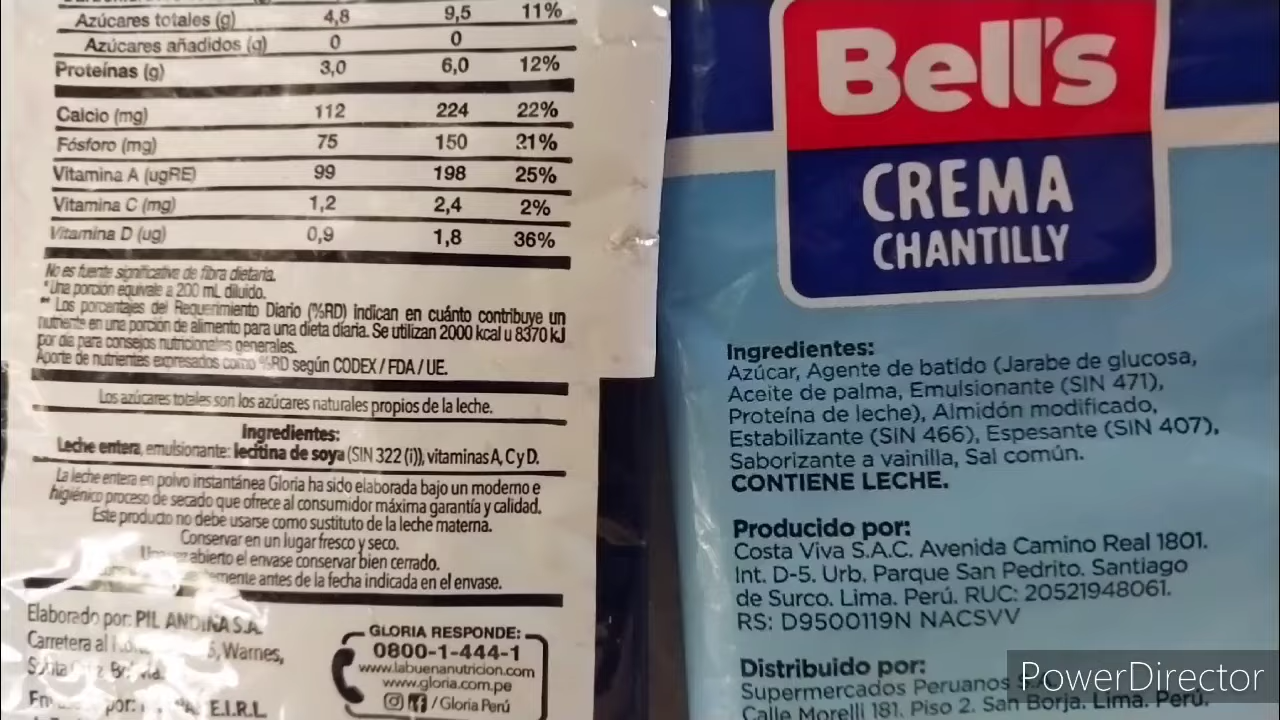 Azúcares totales (g) 4,8 9,5 11%
Azúcares añadidos (g) 0 0
Proteínas (g) 3,0 6,0 12%
Calcio (mg) 112 224 22%
Fósforo (mg) 75 150 21%
Vitamina A (ugRE) 99 198 25%
Vitamina C (mg) 1,2 2,4 2%
Vitamina D (ug) 0,9 1,8 36%
No es fuente significativa de fibra dietaria.
*Una porción equivale a 200 mL diluido.
** Los porcentajes del Requerimiento Diario (%RD) indican en cuánto contribuye un
nutriente en una porción de alimento para una dieta diaria. Se utilizan 2000 kcal u 8370 kJ
por día para consejos nutricionales generales.
Aporte de nutrientes expresados como %RD según CODEX / FDA / UE.
Los azúcares totales son los azúcares naturales propios de la leche.
Ingredientes:
Leche entera, emulsionante: lecitina de soya (SIN 322 (i)), vitaminas A, C y D.
La leche entera en polvo instantánea Gloria ha sido elaborada bajo un moderno e
higiénico proceso de secado que ofrece al consumidor máxima garantía y calidad.
Este producto no debe usarse como sustituto de la leche materna.
Conservar en un lugar fresco y seco.
abierto el envase conservar bien cerrado.
antes de la fecha indicada en el envase.
Elaborado por: PIL ANDINA S.A.
Carretera al Warnes,
por: E.I.R.L
GLORIA RESPONDE:
0800-1-444-1
www.labuenanutricion.com
www.gloria.com.pe
/ Gloria Perú
Bell's
CREMA
CHANTILLY
Ingredientes:
Azúcar, Agente de batido (Jarabe de glucosa,
Aceite de palma, Emulsionante (SIN 471),
Proteína de leche), Almidón modificado,
Estabilizante (SIN 466), Espesante (SIN 407),
Saborizante a vainilla, Sal común.
CONTIENE LECHE.
Producido por:
Costa Viva S.A.C. Avenida Camino Real 1801.
Int. D-5. Urb. Parque San Pedrito. Santiago
de Surco. Lima. Perú. RUC: 20521948061.
RS: D9500119N NACSVV
Distribuido por:
Supermercados Peruanos
Calle Morelli 181. Piso 2. San Borja. Lima. Perú.
PowerDirector